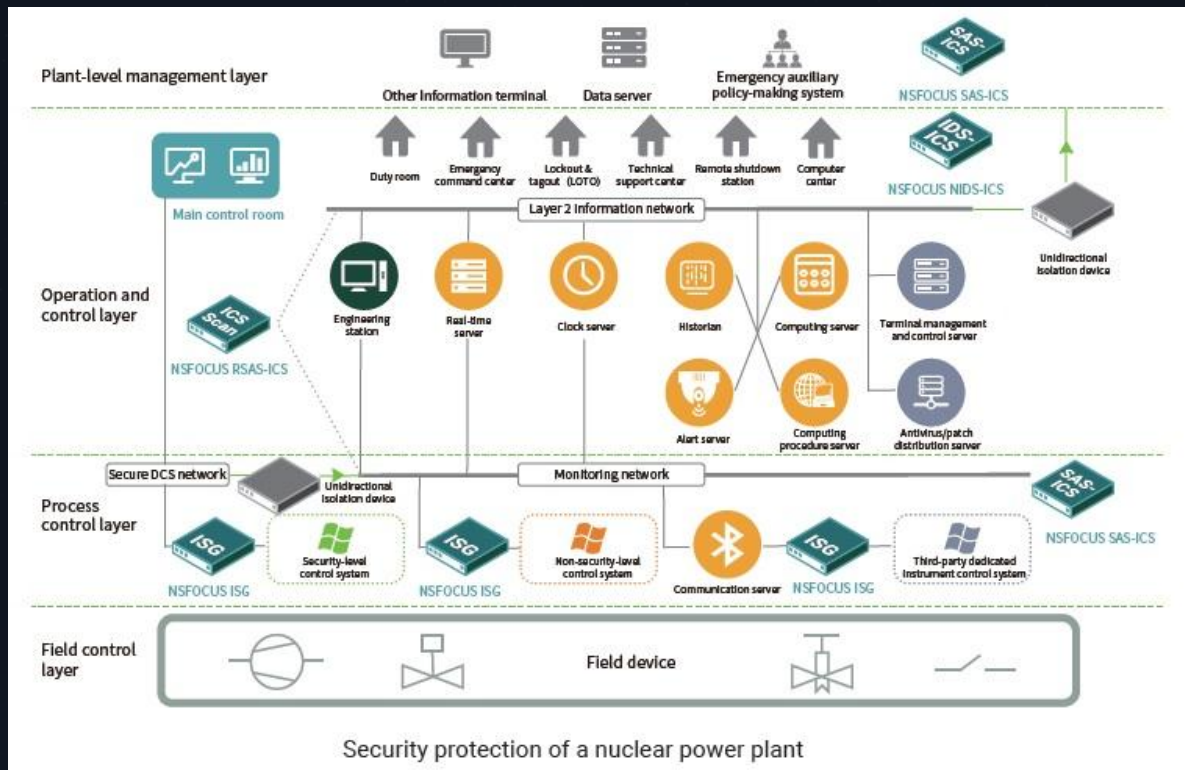 Plant-level management layer
Other Information terminal
Data server
Emergency auxiliary
policy-making system
SAS-
ICS
NSFOCUS SAS-ICS
Main control room
Duty room
Emergency
command center
Lockout &
tagout (LOTO)
Technical
support center
Remote shutdown
station
Computer
center
IDS-
ICS
NSFOCUS NIDS-ICS
Layer 2 Information network
Unidirectional
Isolation device
Operation and
control layer
ICS
Scan
NSFOCUS RSAS-ICS
Engineering
station
Real-time
server
Clock server
Historian
Computing server
Terminal management
and control server
Alert server
Computing
procedure server
Antivirus/patch
distribution server
Secure DCS network
Unidirectional
Isolation device
Monitoring network
SAS-
ICS
NSFOCUS SAS-ICS
Process
control layer
ISG
NSFOCUS ISG
Security-level
control system
ISG
NSFOCUS ISG
Non-security-level
control system
Communication server
ISG
NSFOCUS ISG
Third-party dedicated
Instrument control system
Field control
layer
Field device
Security protection of a nuclear power plant